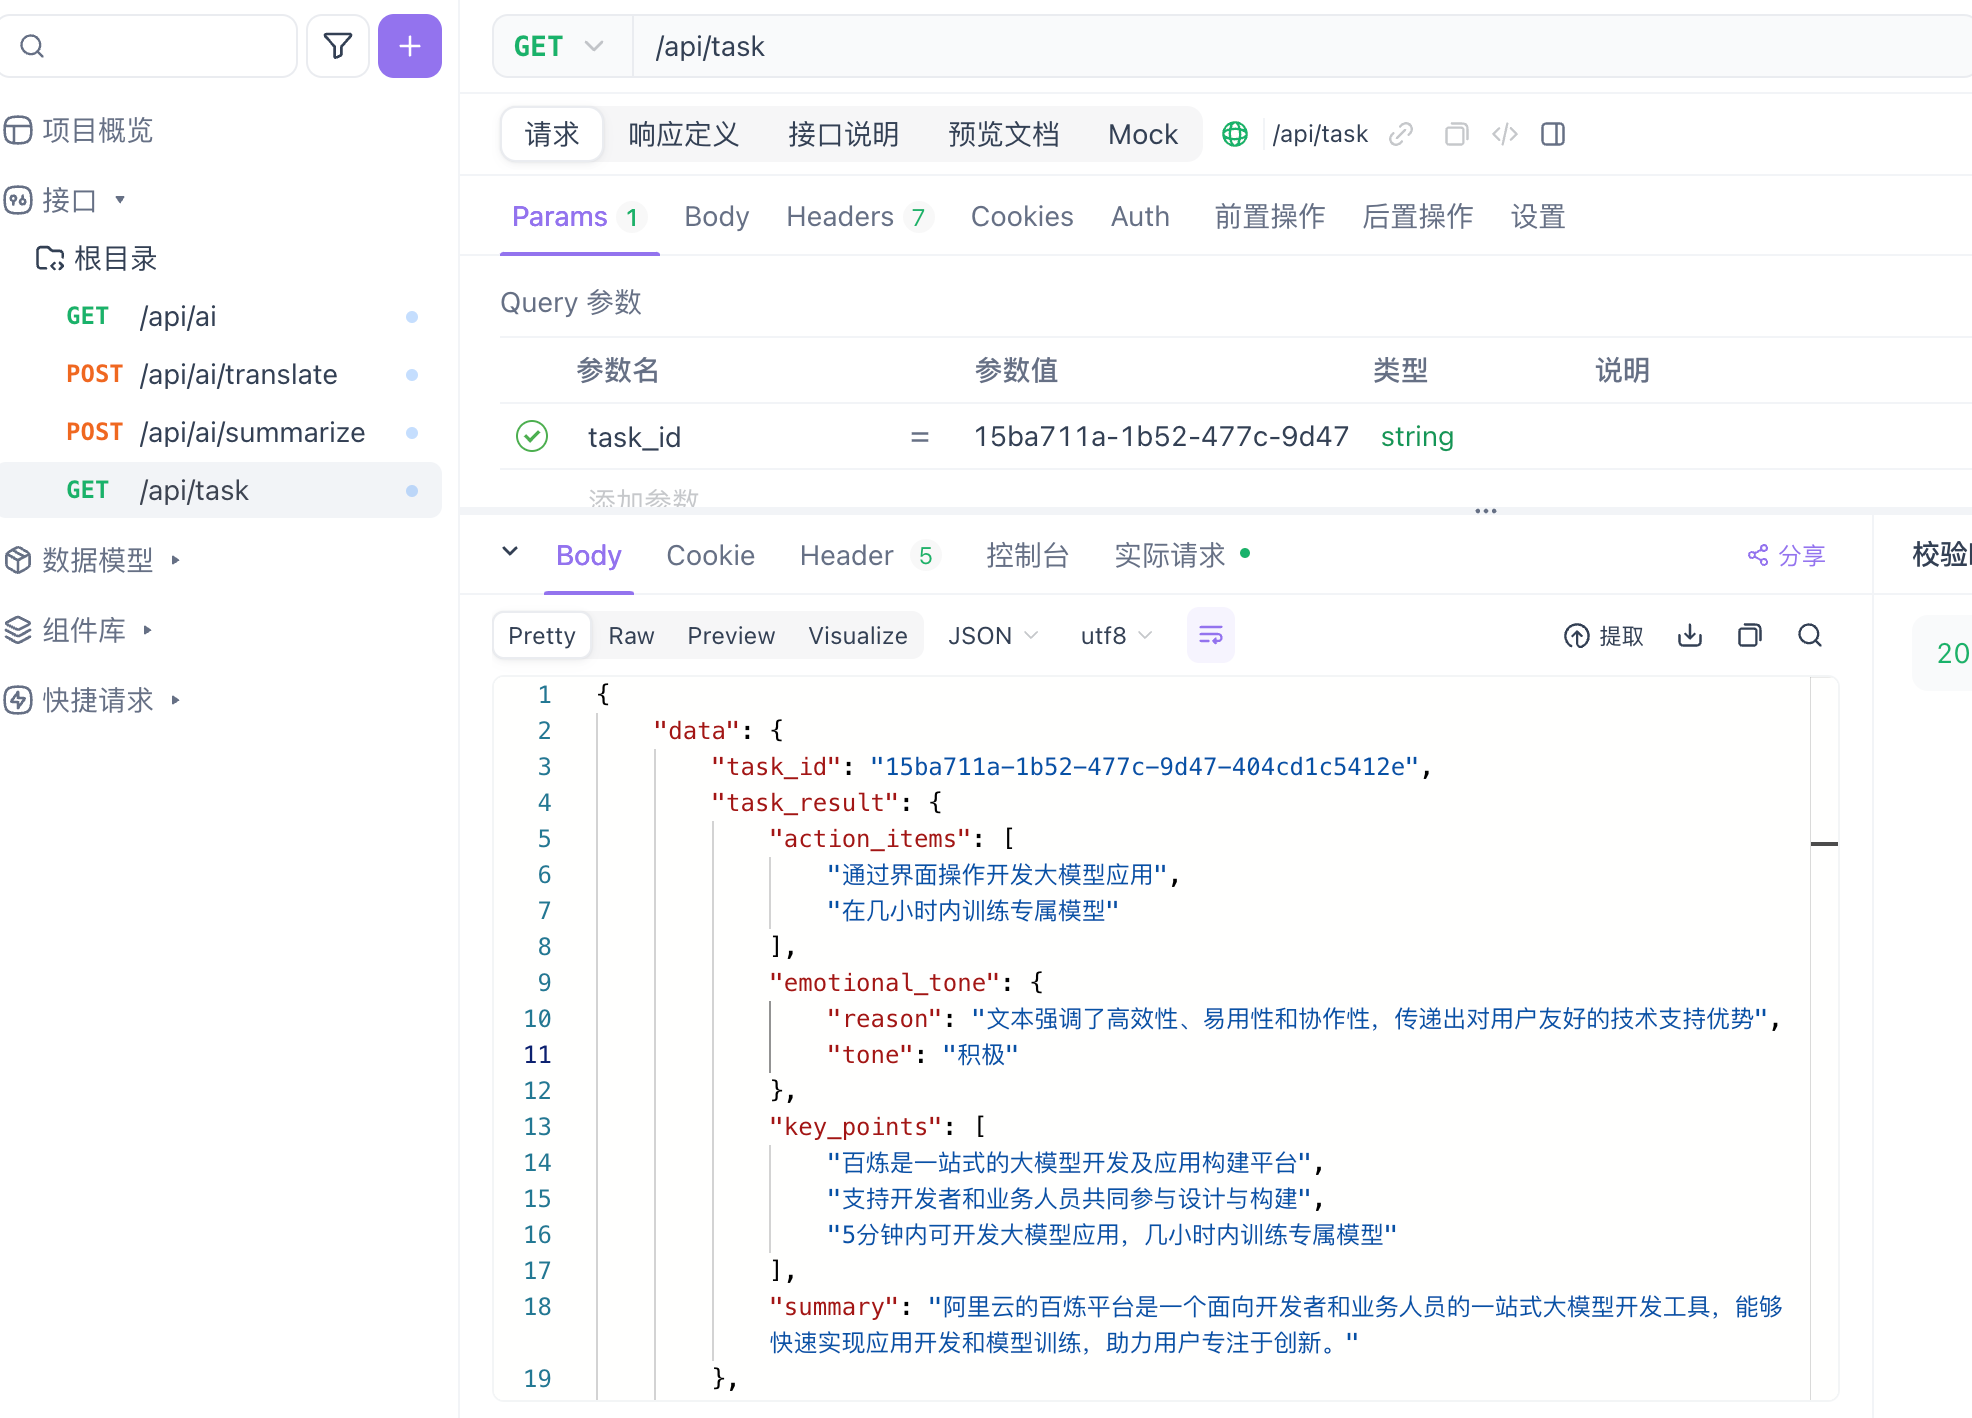 GET /api/task
请求 响应定义 接口说明 预览文档 Mock /api/task
项目概览
接口
根目录
GET /api/ai
POST /api/ai/translate
POST /api/ai/summarize
GET /api/task
数据模型
组件库
快捷请求
Params 1 Body Headers 7 Cookies Auth 前置操作 后置操作 设置
Query 参数
参数名 参数值 类型 说明
task_id = 15ba711a-1b52-477c-9d47 string
添加参数
Body Cookie Header 5 控制台 实际请求 分享 校验
Pretty Raw Preview Visualize JSON utf8 提取
20
1 {
2 "data": {
3 "task_id": "15ba711a-1b52-477c-9d47-404cd1c5412e",
4 "task_result": {
5 "action_items": [
6 "通过界面操作开发大模型应用",
7 "在几小时内训练专属模型"
8 ],
9 "emotional_tone": {
10 "reason": "文本强调了高效性、易用性和协作性，传递出对用户友好的技术支持优势",
11 "tone": "积极"
12 },
13 "key_points": [
14 "百炼是一站式的大模型开发及应用构建平台",
15 "支持开发者和业务人员共同参与设计与构建",
16 "5分钟内可开发大模型应用，几小时内训练专属模型"
17 ],
18 "summary": "阿里云的百炼平台是一个面向开发者和业务人员的一站式大模型开发工具，能够
快速实现应用开发和模型训练，助力用户专注于创新。"
19 },